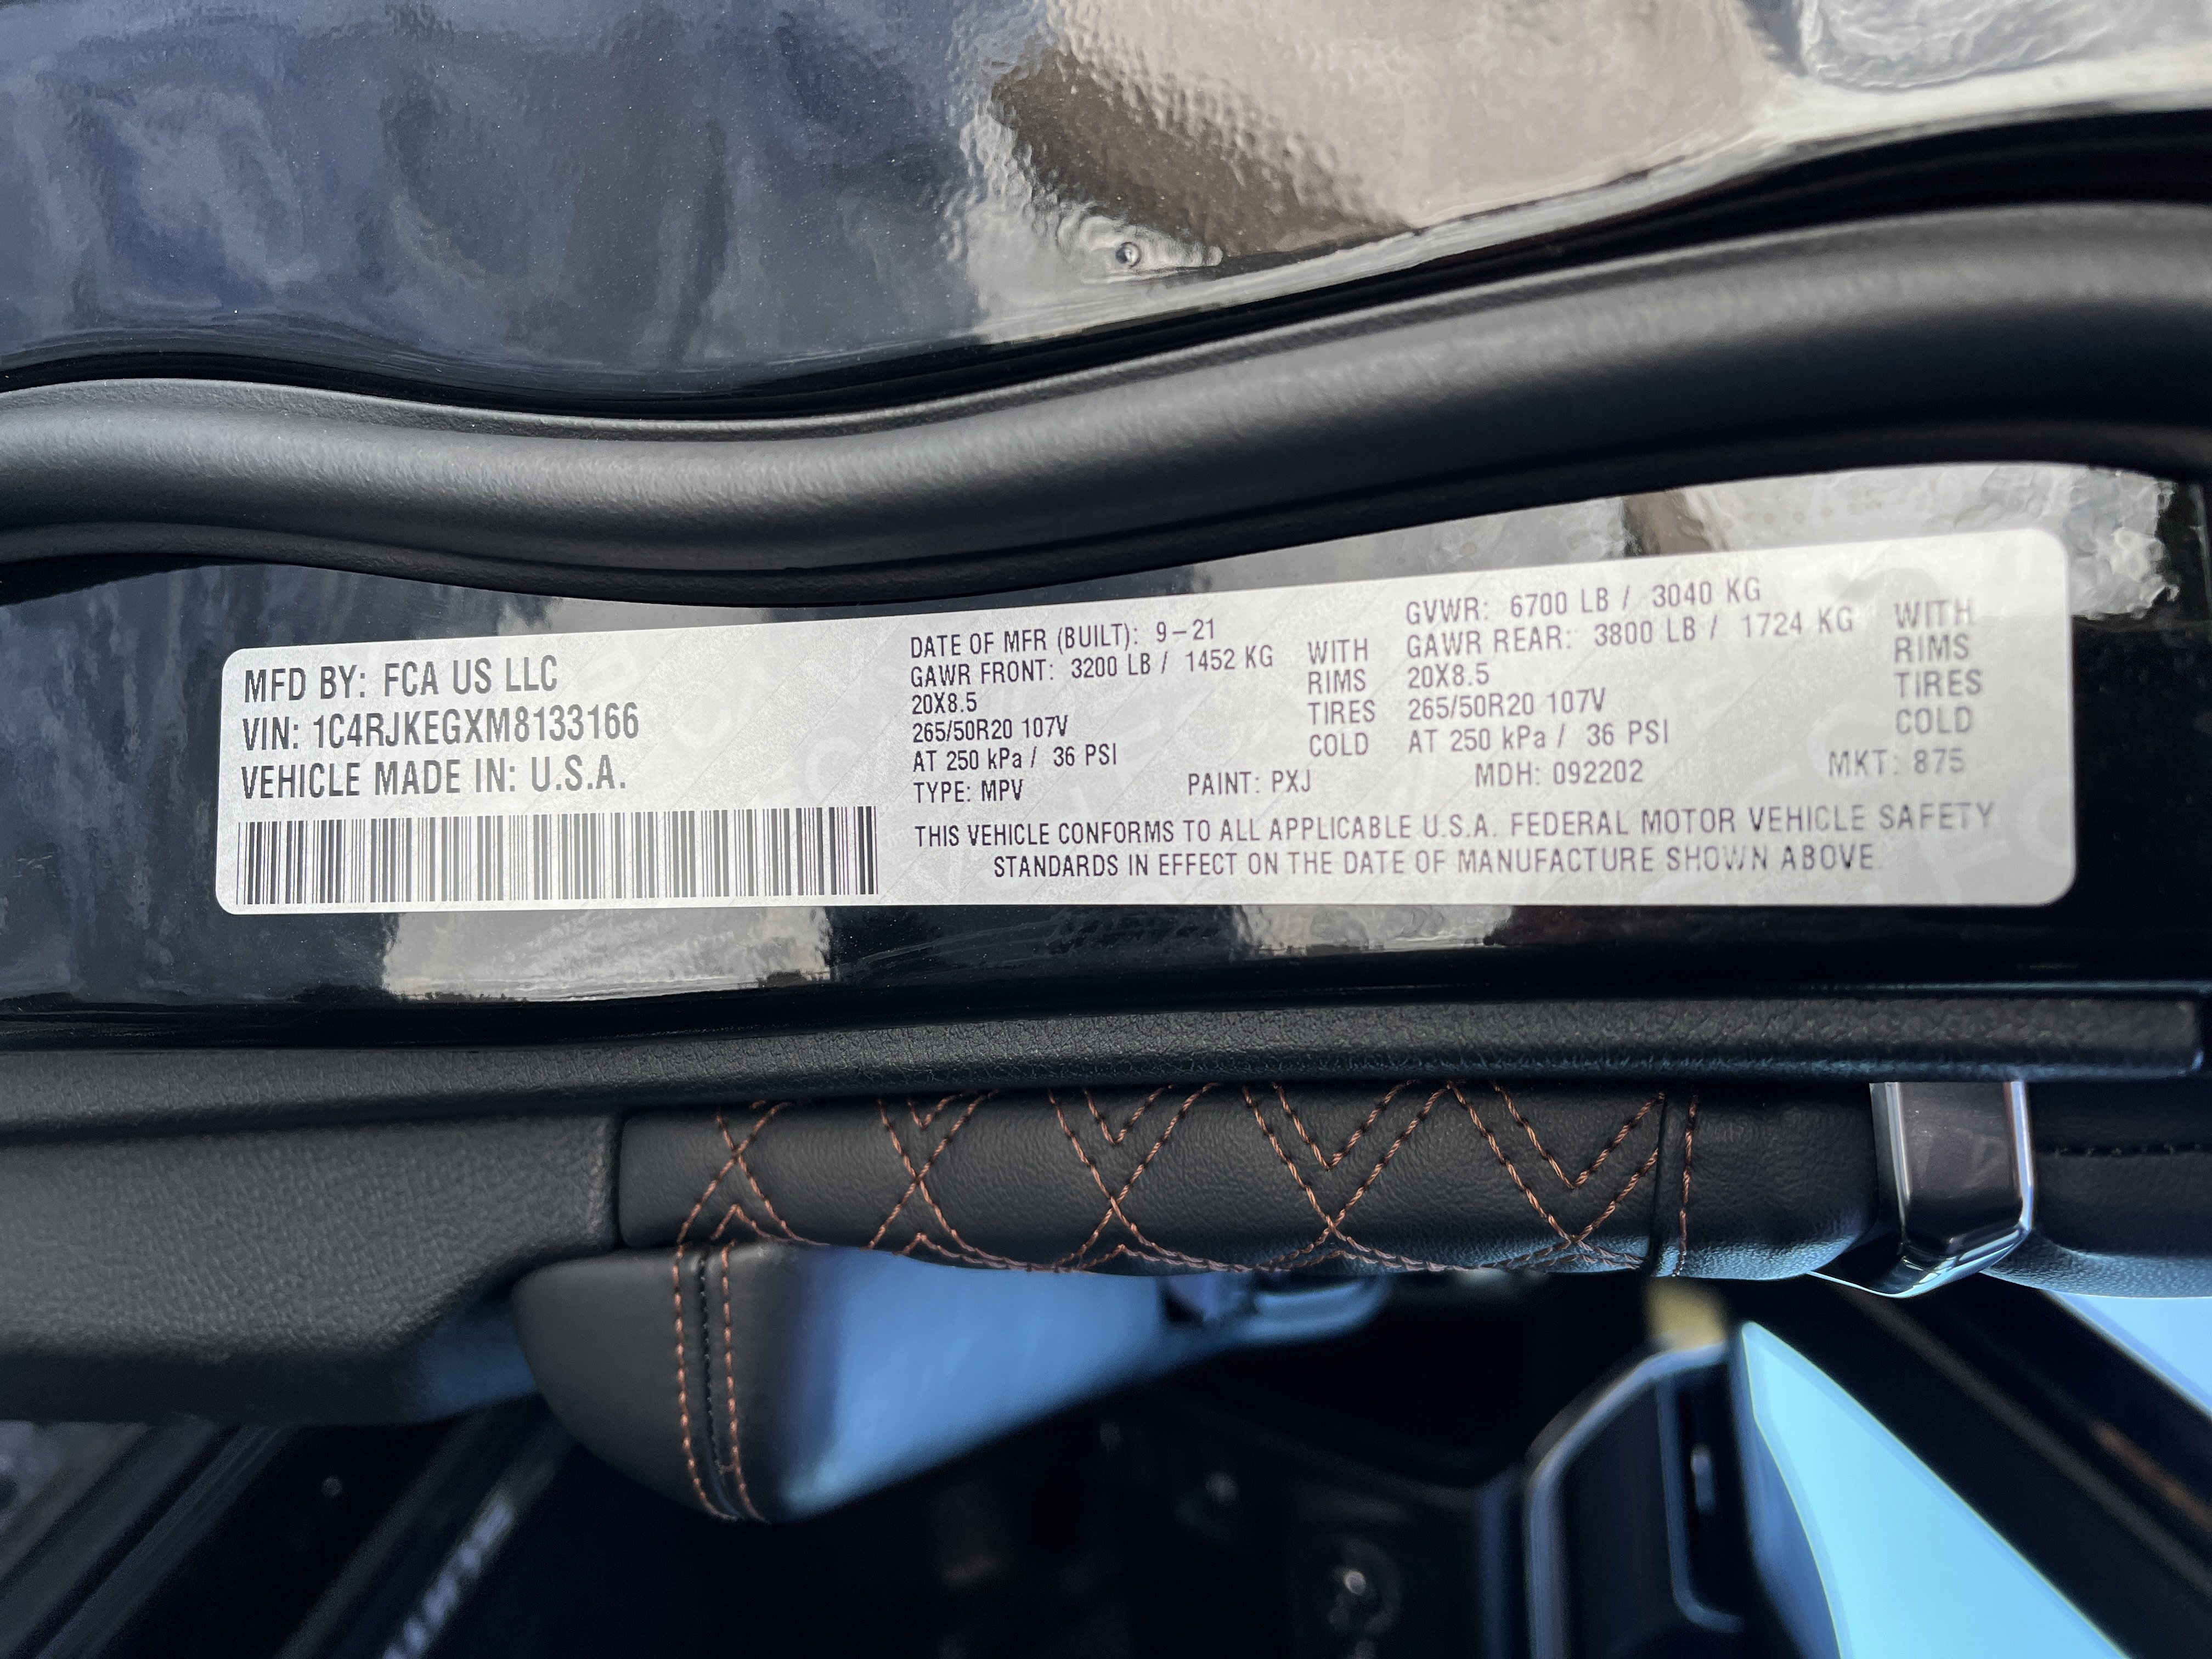 MFD BY: FCA US LLC
VIN: 1C4RJKEGXM8133166
VEHICLE MADE IN: U.S.A.
DATE OF MFR (BUILT): 9-21
GAWR FRONT: 3200 LB / 1452 KG WITH
20X8.5 RIMS
265/50R20 107V TIRES
AT 250 kPa / 36 PSI COLD
GVWR: 6700 LB / 3040 KG
GAWR REAR: 3800 LB / 1724 KG WITH
20X8.5 RIMS
265/50R20 107V TIRES
AT 250 kPa / 36 PSI COLD
TYPE: MPV PAINT: PXJ MDH: 092202 MKT: 875
THIS VEHICLE CONFORMS TO ALL APPLICABLE U.S.A. FEDERAL MOTOR VEHICLE SAFETY
STANDARDS IN EFFECT ON THE DATE OF MANUFACTURE SHOWN ABOVE.